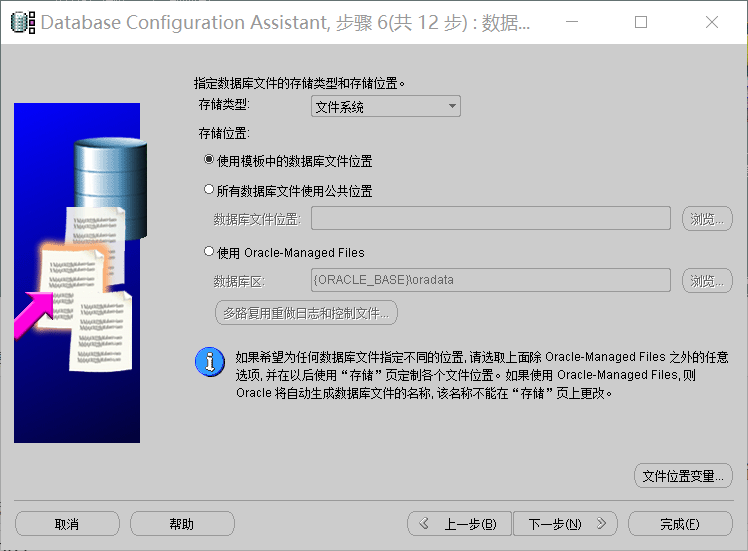 Database Configuration Assistant, 步骤 6(共 12 步) : 数据...
指定数据库文件的存储类型和存储位置。
存储类型:
文件系统
存储位置:
使用模板中的数据库文件位置
所有数据库文件使用公共位置
数据库文件位置:
浏览...
使用 Oracle-Managed Files
数据库区:
{ORACLE_BASE}\oradata
浏览...
多路复用重做日志和控制文件...
如果希望为任何数据库文件指定不同的位置, 请选取上面除 Oracle-Managed Files 之外的任意
选项, 并在以后使用“存储”页定制各个文件位置。如果使用 Oracle-Managed Files, 则
Oracle 将自动生成数据库文件的名称, 该名称不能在“存储”页上更改。
文件位置变量...
取消
帮助
上一步(B)
下一步(N)
完成(F)